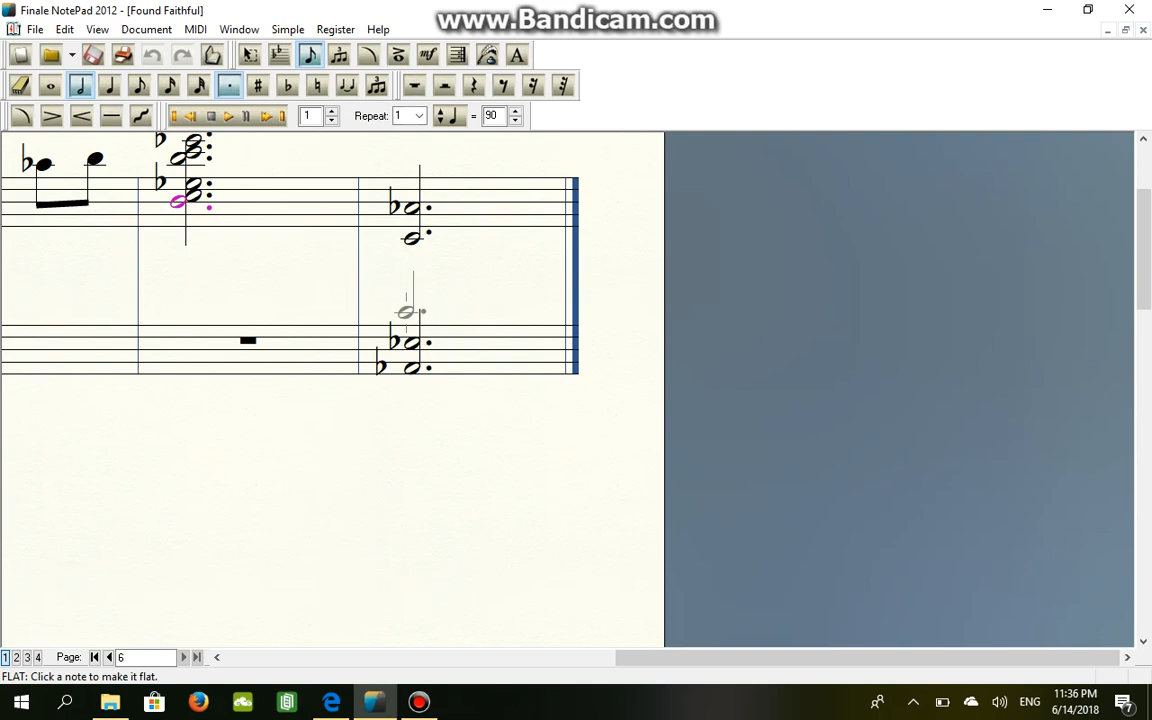 Finale NotePad 2012 - [Found Faithful]
www.Bandicam.com
File Edit View Document Window MIDI Simple Register Help
1 Repeat: 1 = 90
1 2 3 4 Page: 6
FLAT: Click a note to make it flat.
ENG
11:36 PM
6/14/2018
7